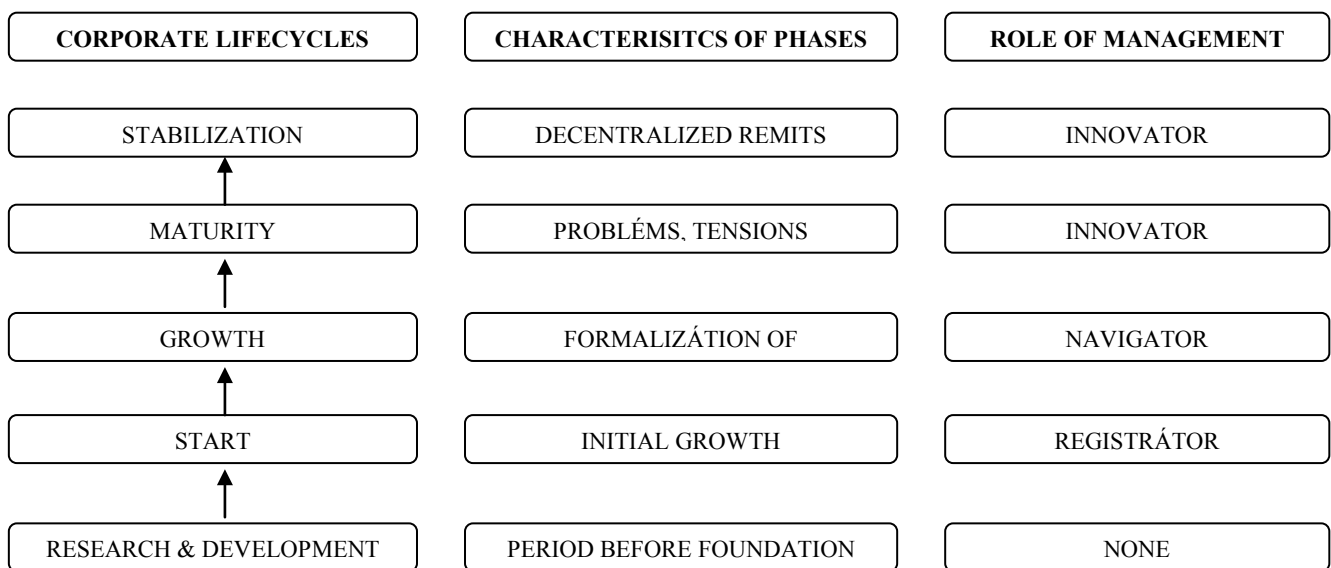 CORPORATE LIFECYCLES
CHARACTERISITCS OF PHASES
ROLE OF MANAGEMENT
STABILIZATION
DECENTRALIZED REMITS
INNOVATOR
MATURITY
PROBLÉMS, TENSIONS
INNOVATOR
GROWTH
FORMALIZÁTION OF
NAVIGATOR
START
INITIAL GROWTH
REGISTRÁTOR
RESEARCH & DEVELOPMENT
PERIOD BEFORE FOUNDATION
NONE